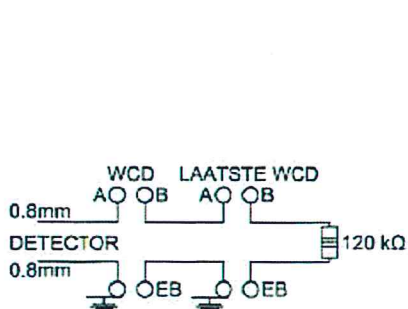 WCD LAATSTE WCD
A B A B
0.8mm
DETECTOR 120 kΩ
0.8mm
EB EB